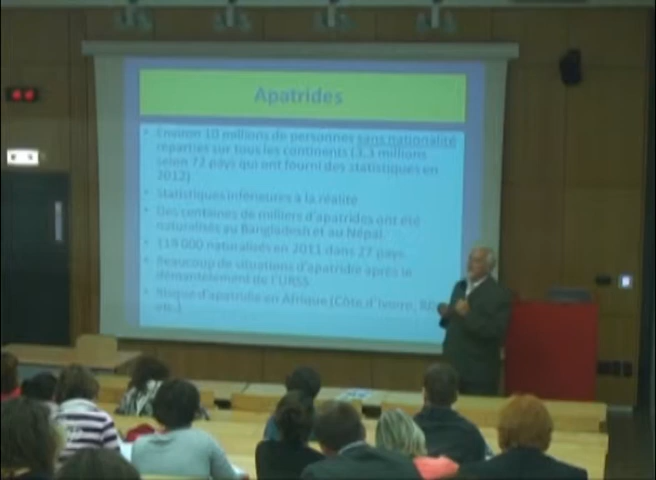 Apatrides
• Environ 10 millions de personnes sans nationalité
réparties sur tous les continents (3,3 millions
selon 72 pays qui ont fourni des statistiques en
2012)
• Statistiques inférieures à la réalité
• Des centaines de milliers d'apatrides ont été
naturalisés au Bangladesh et au Népal
• naturalisés en 2011 dans 27 pays
• Beaucoup de situations d'apatridie après le
démantèlement de l'URSS
• Risque d'apatridie en Afrique (Côte d'Ivoire,
etc.)